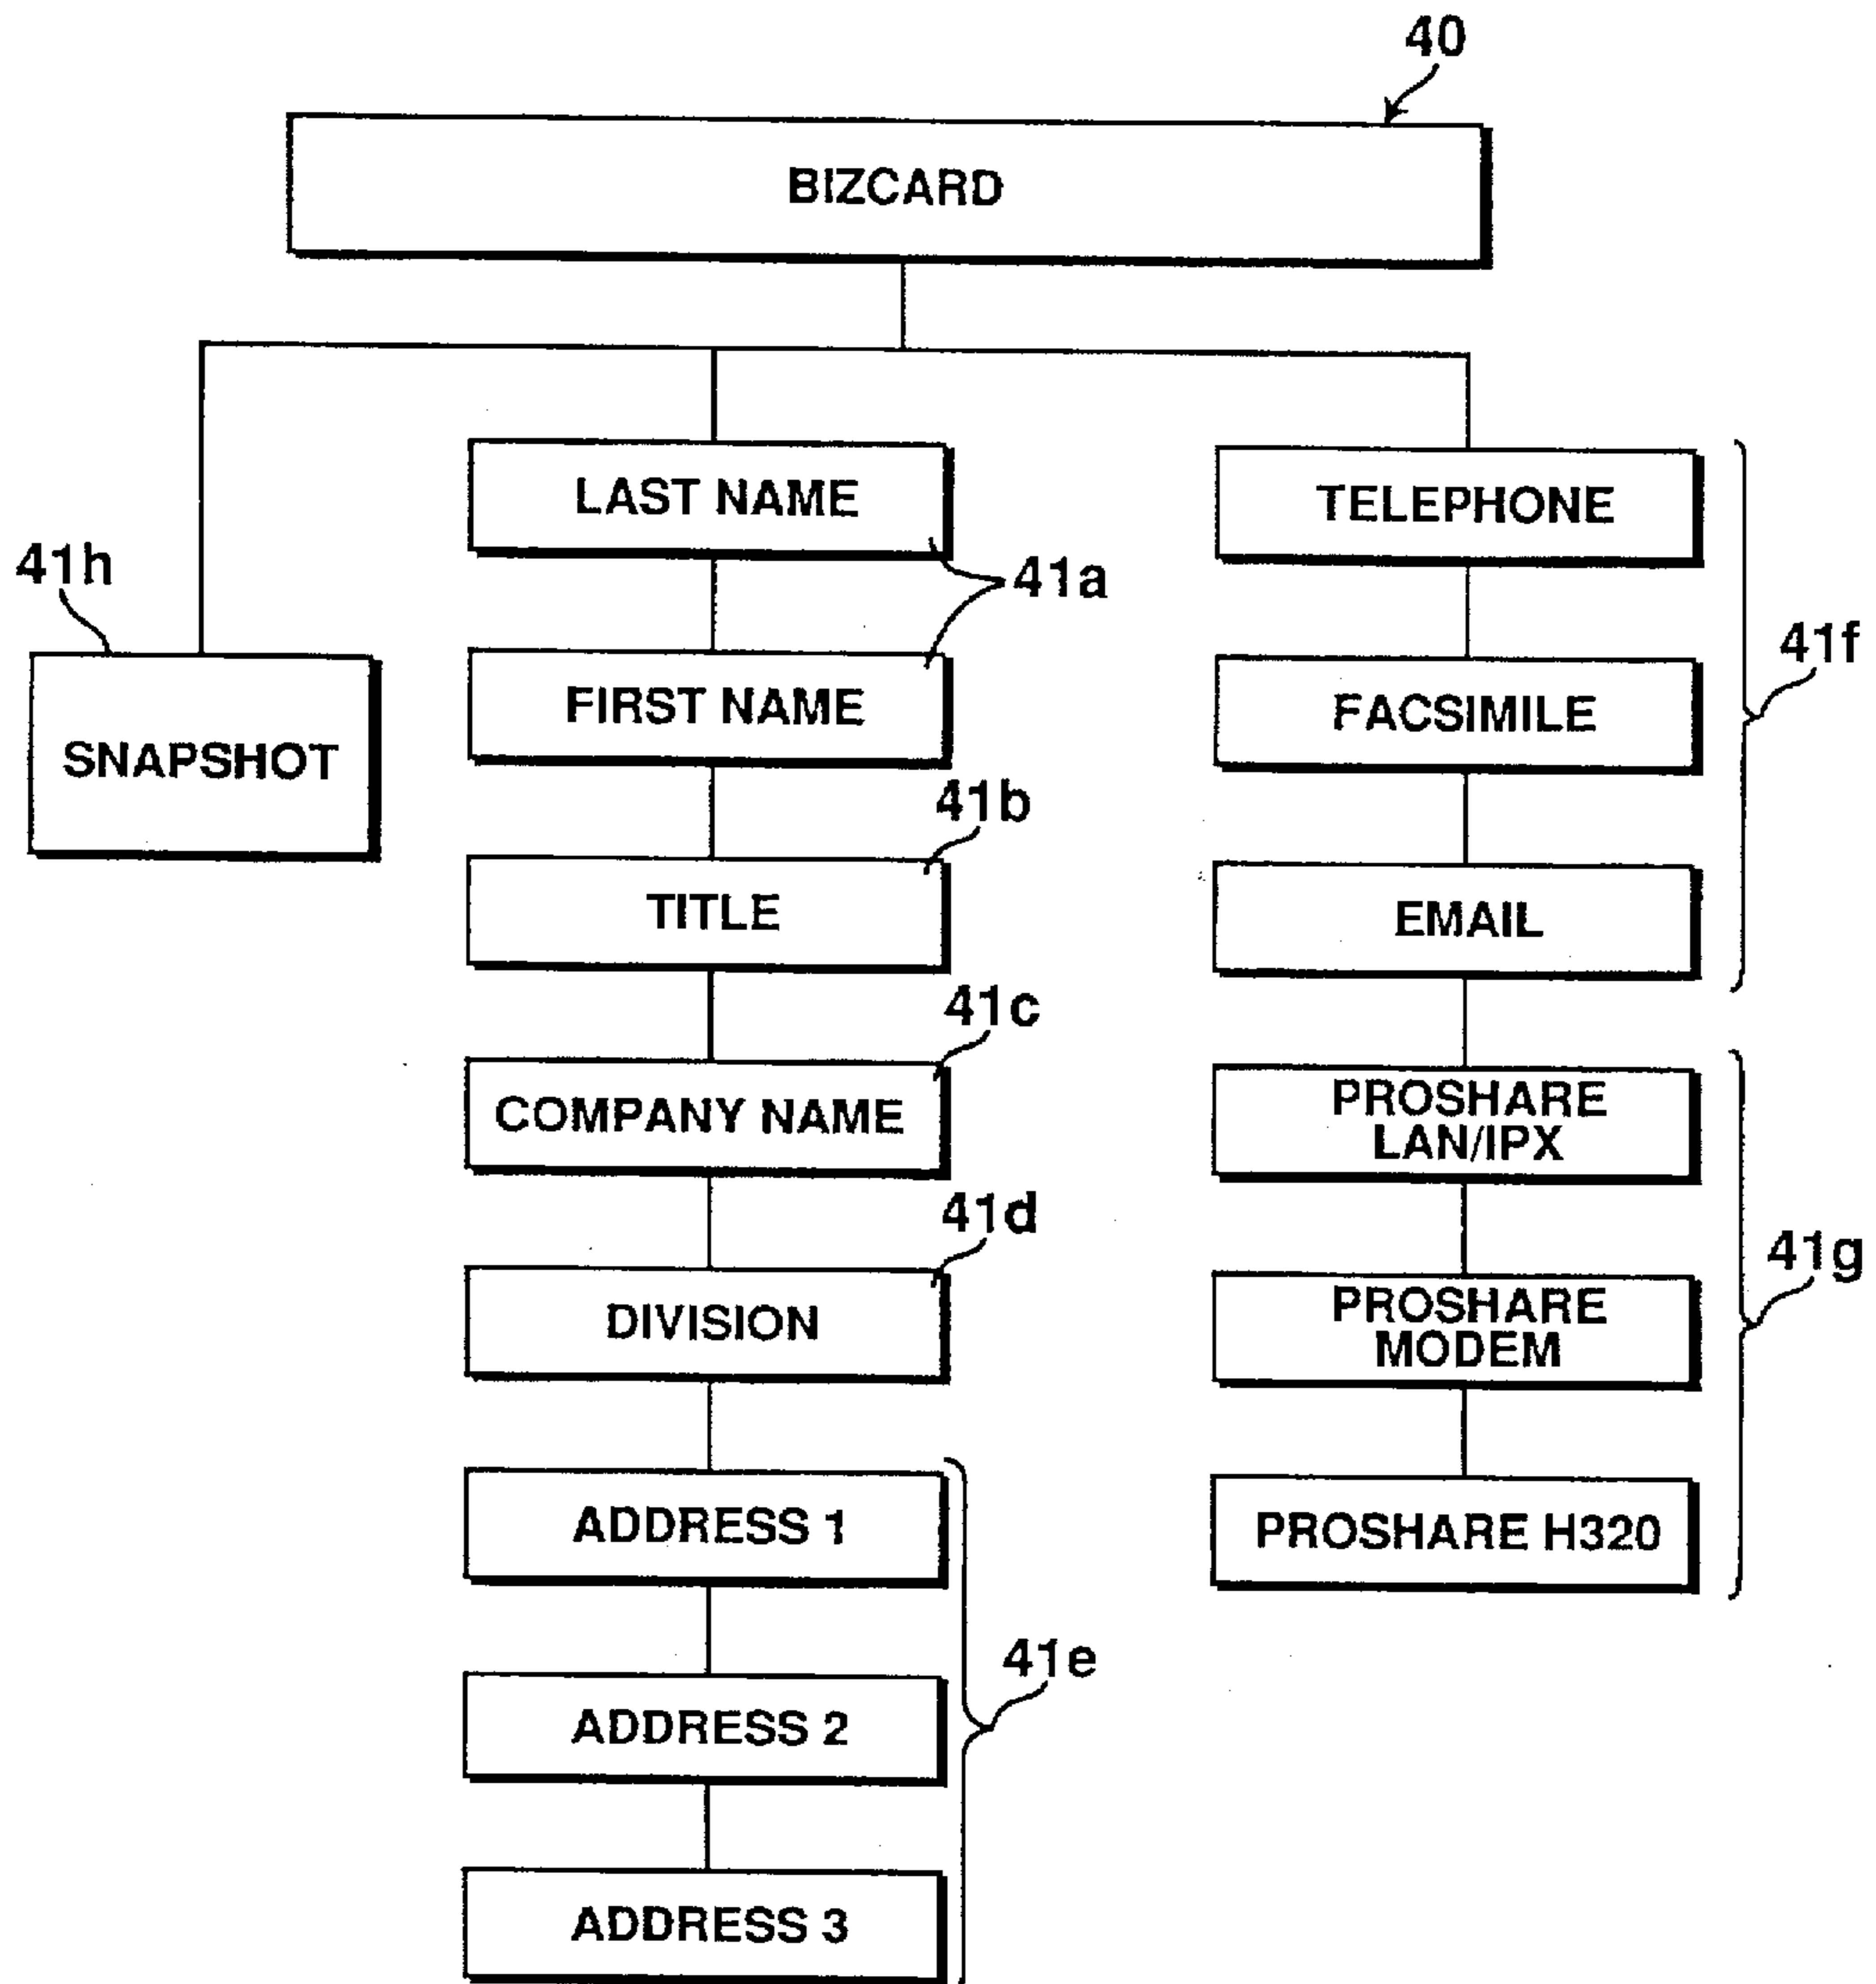 40
BIZCARD
LAST NAME
TELEPHONE
41h
41a
41f
SNAPSHOT
FIRST NAME
FACSIMILE
41b
TITLE
EMAIL
41c
COMPANY NAME
PROSHARE
LAN/IPX
41d
41g
DIVISION
PROSHARE
MODEM
ADDRESS 1
PROSHARE H320
41e
ADDRESS 2
ADDRESS 3